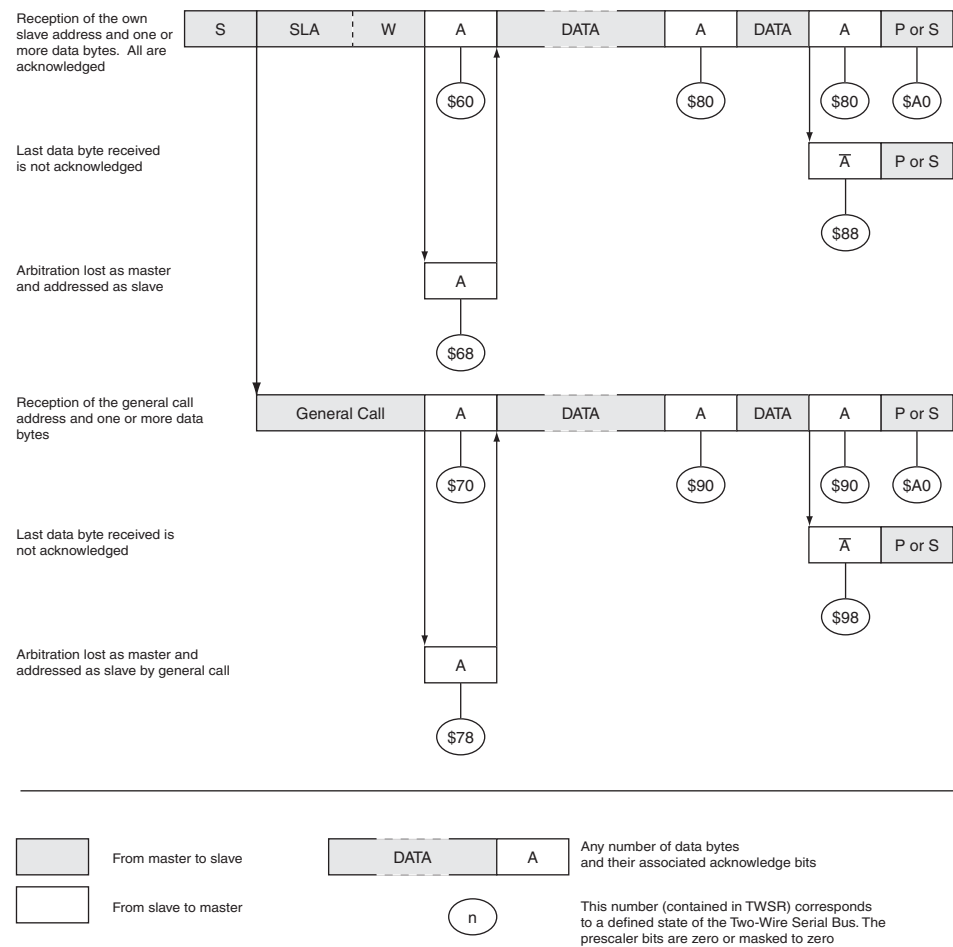 Reception of the own
slave address and one or
more data bytes. All are
acknowledged
S SLA W A DATA A DATA A P or S
$60 $80 $80 $A0
Last data byte received
is not acknowledged
A̅ P or S
$88
Arbitration lost as master
and addressed as slave
A
$68
Reception of the general call
address and one or more data
bytes
General Call A DATA A DATA A P or S
$70 $90 $90 $A0
Last data byte received is
not acknowledged
A̅ P or S
$98
Arbitration lost as master and
addressed as slave by general call
A
$78
From master to slave
DATA A
Any number of data bytes
and their associated acknowledge bits
From slave to master
n
This number (contained in TWSR) corresponds
to a defined state of the Two-Wire Serial Bus. The
prescaler bits are zero or masked to zero